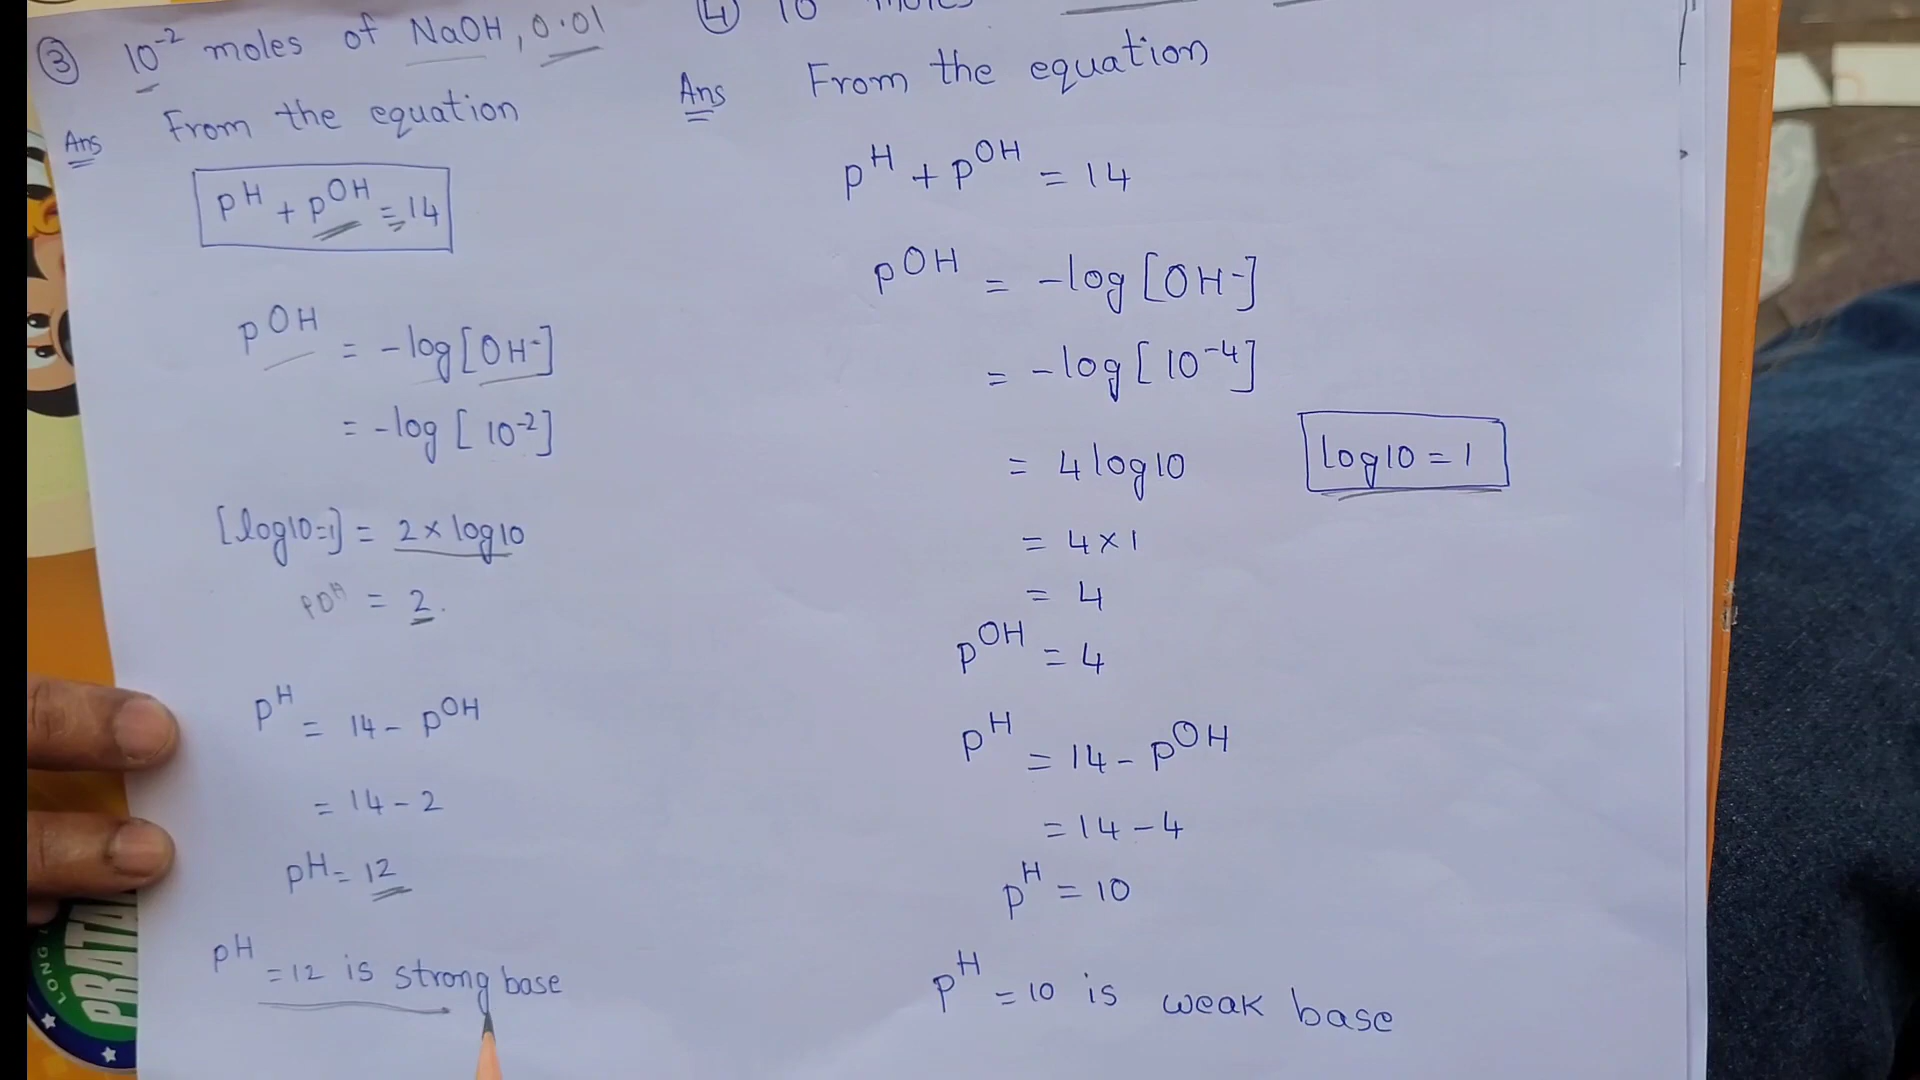 ③ 10⁻² moles of NaOH, 0.01
Ans From the equation
pH + pOH = 14
pOH = -log[OH-]
= -log[10⁻²]
[log10=1] = 2 × log10
pOH = 2.
pH = 14 - pOH
= 14 - 2
pH = 12
pH = 12 is strong base
④ 10 moles
Ans From the equation
pH + pOH = 14
pOH = -log[OH-]
= -log[10⁻⁴]
= 4 log10
log10 = 1
= 4×1
= 4
pOH = 4
pH = 14 - pOH
= 14 - 4
pH = 10
pH = 10 is weak base
LONG
PRATA